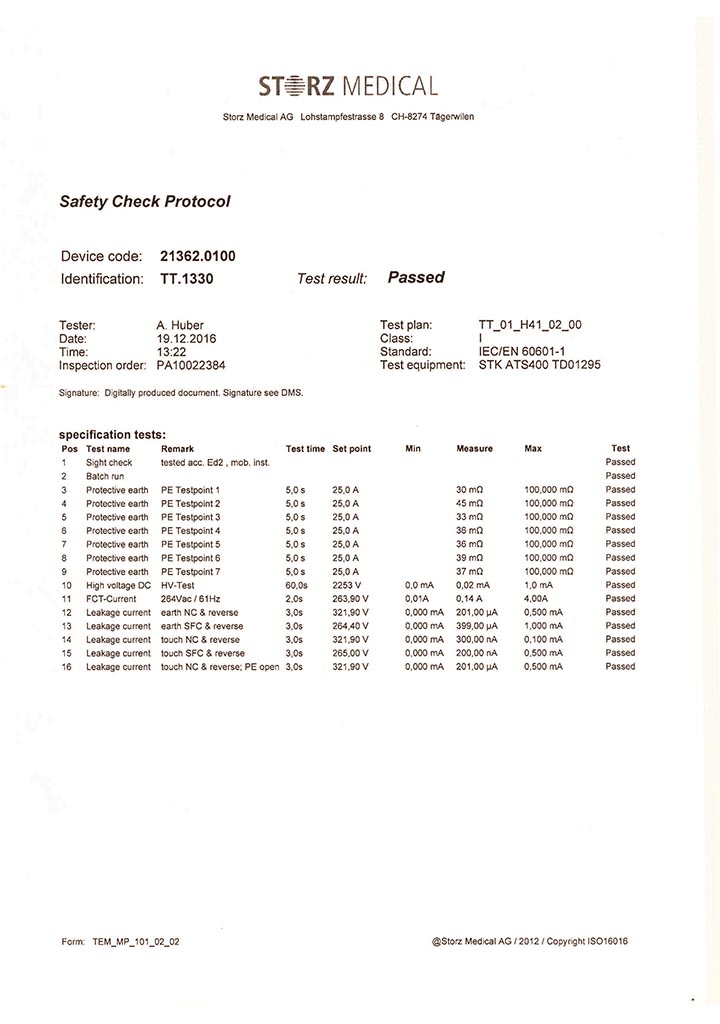 STORZ MEDICAL
Storz Medical AG Lohstampfestrasse 8 CH-8274 Tägerwilen
Safety Check Protocol
Device code: 21362.0100
Identification: TT.1330 Test result: Passed
Tester: A. Huber Test plan: TT_01_H41_02_00
Date: 19.12.2016 Class: I
Time: 13:22 Standard: IEC/EN 60601-1
Inspection order: PA10022384 Test equipment: STK ATS400 TD01295
Signature: Digitally produced document. Signature see DMS.
specification tests:
Pos Test name Remark Test time Set point Min Measure Max Test
1 Sight check tested acc. Ed2 , mob. inst. Passed
2 Batch run Passed
3 Protective earth PE Testpoint 1 5,0 s 25,0 A 30 mΩ 100,000 mΩ Passed
4 Protective earth PE Testpoint 2 5,0 s 25,0 A 45 mΩ 100,000 mΩ Passed
5 Protective earth PE Testpoint 3 5,0 s 25,0 A 33 mΩ 100,000 mΩ Passed
6 Protective earth PE Testpoint 4 5,0 s 25,0 A 36 mΩ 100,000 mΩ Passed
7 Protective earth PE Testpoint 5 5,0 s 25,0 A 36 mΩ 100,000 mΩ Passed
8 Protective earth PE Testpoint 6 5,0 s 25,0 A 39 mΩ 100,000 mΩ Passed
9 Protective earth PE Testpoint 7 5,0 s 25,0 A 37 mΩ 100,000 mΩ Passed
10 High voltage DC HV-Test 60,0s 2253 V 0,0 mA 0,02 mA 1,0 mA Passed
11 FCT-Current 264Vac / 61Hz 2,0s 263,90 V 0,01A 0,14 A 4,00A Passed
12 Leakage current earth NC & reverse 3,0s 321,90 V 0,000 mA 201,00 µA 0,500 mA Passed
13 Leakage current earth SFC & reverse 3,0s 264,40 V 0,000 mA 399,00 µA 1,000 mA Passed
14 Leakage current touch NC & reverse 3,0s 321,90 V 0,000 mA 300,00 nA 0,100 mA Passed
15 Leakage current touch SFC & reverse 3,0s 265,00 V 0,000 mA 200,00 nA 0,500 mA Passed
16 Leakage current touch NC & reverse; PE open 3,0s 321,90 V 0,000 mA 201,00 µA 0,500 mA Passed
Form: TEM_MP_101_02_02 @Storz Medical AG / 2012 / Copyright ISO16016